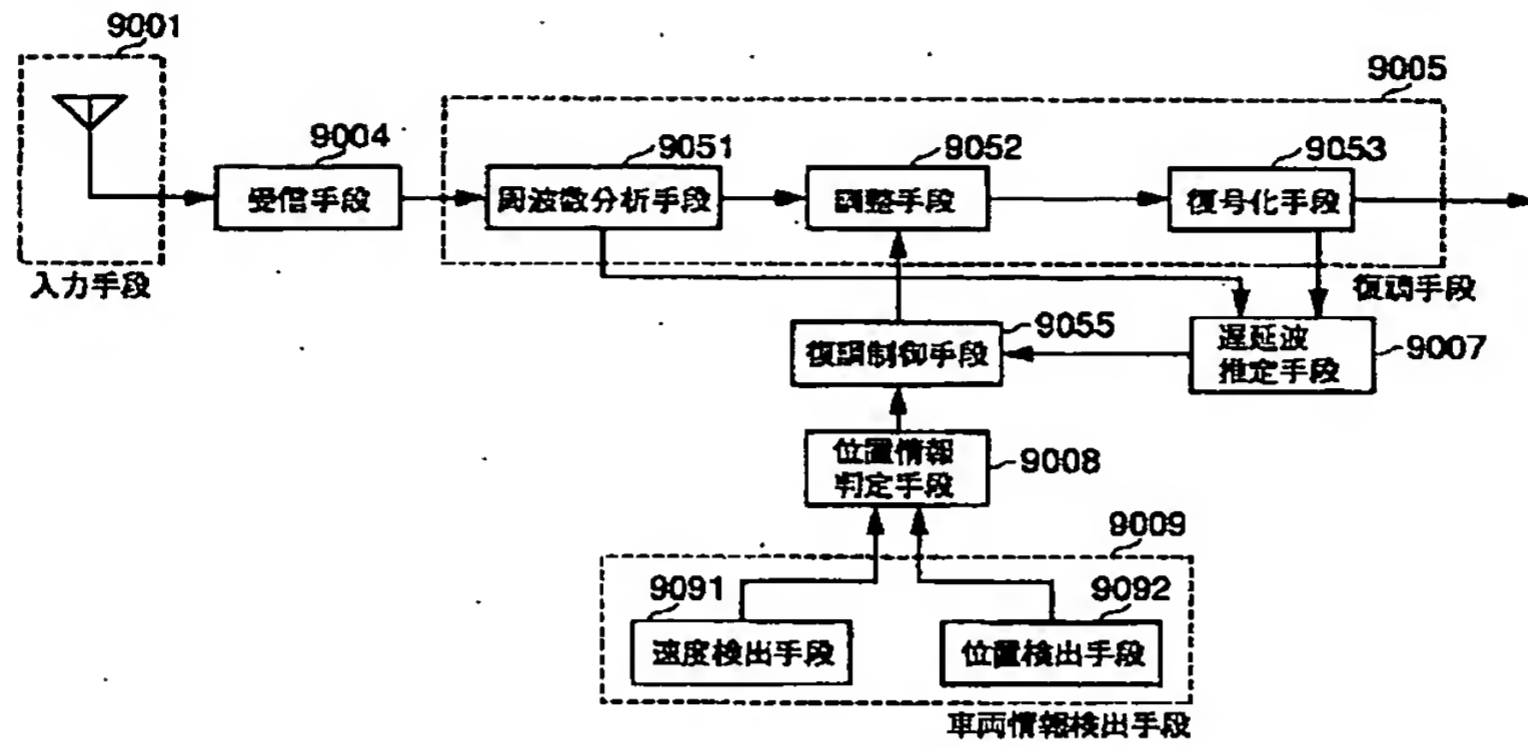 9001
9005
9004
9051
9052
9053
受信手段
周波数分析手段
調整手段
復号化手段
入力手段
復調手段
9055
復調制御手段
遅延波
推定手段
9007
位置情報
判定手段
9008
9009
9091
9092
速度検出手段
位置検出手段
車両情報検出手段